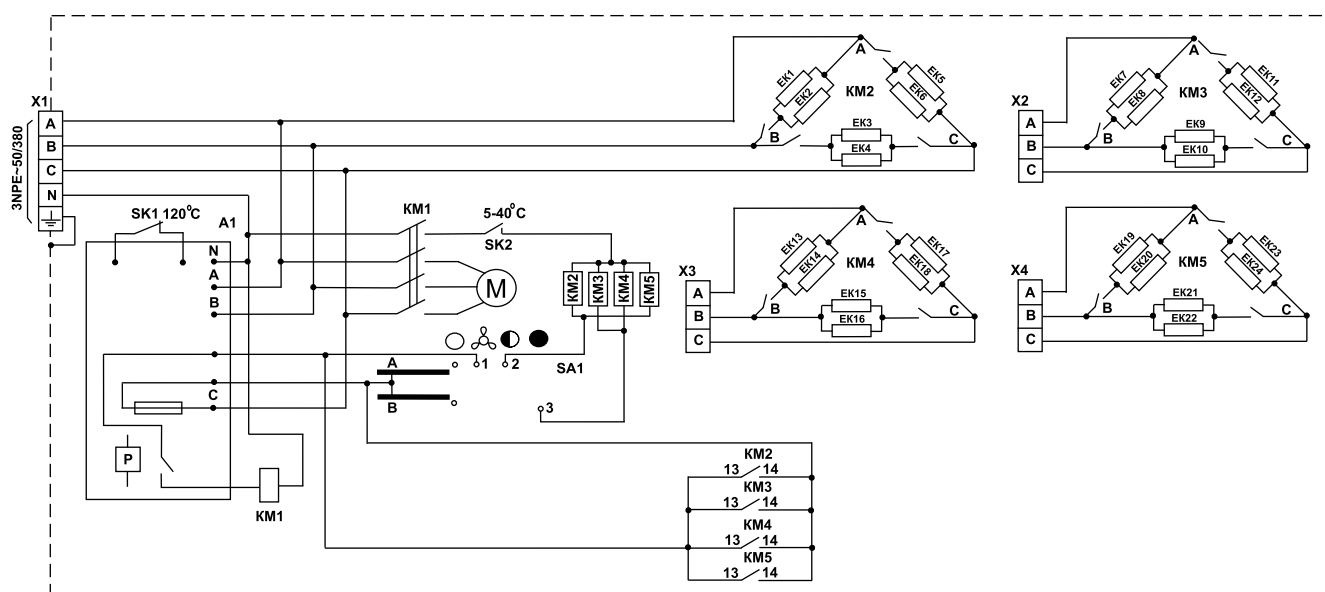 X1
A
B
C
N
3NPE~50/380
A
EK1
EK2
EK5
EK6
KM2
B
EK3
EK4
C
X2
A
B
C
A
EK7
EK8
EK11
EK12
KM3
B
EK9
EK10
C
SK1 120°C
A1
N
A
B
C
P
KM1
KM1
5-40°C
SK2
M
KM2
KM3
KM4
KM5
1
2
SA1
A
B
3
X3
A
B
C
A
EK13
EK14
EK17
EK18
KM4
B
EK15
EK16
C
X4
A
B
C
A
EK19
EK20
EK23
EK24
KM5
B
EK21
EK22
C
KM2
13 14
KM3
13 14
KM4
13 14
KM5
13 14